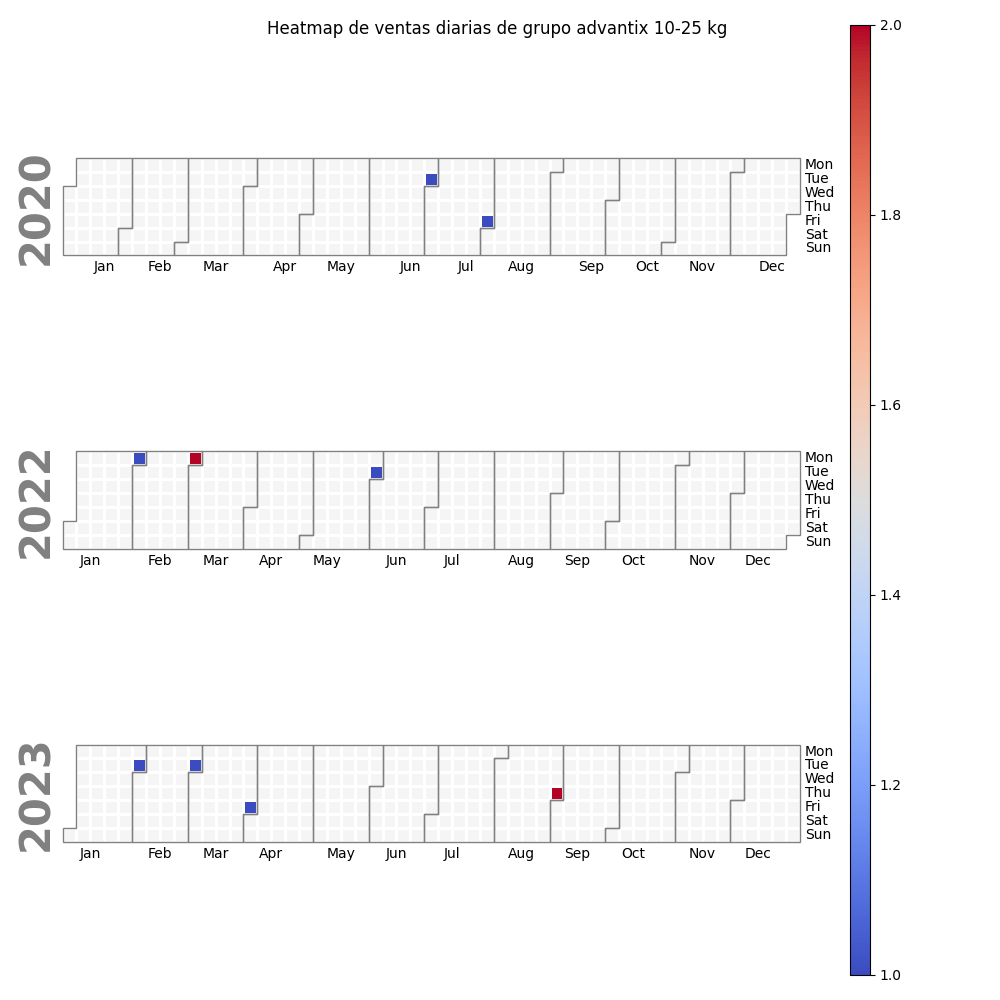 Heatmap de ventas diarias de grupo advantix 10-25 kg
2020
Mon
Tue
Wed
Thu
Fri
Sat
Sun
Jan Feb Mar Apr May Jun Jul Aug Sep Oct Nov Dec
2022
Mon
Tue
Wed
Thu
Fri
Sat
Sun
Jan Feb Mar Apr May Jun Jul Aug Sep Oct Nov Dec
2023
Mon
Tue
Wed
Thu
Fri
Sat
Sun
Jan Feb Mar Apr May Jun Jul Aug Sep Oct Nov Dec
2.0
1.8
1.6
1.4
1.2
1.0